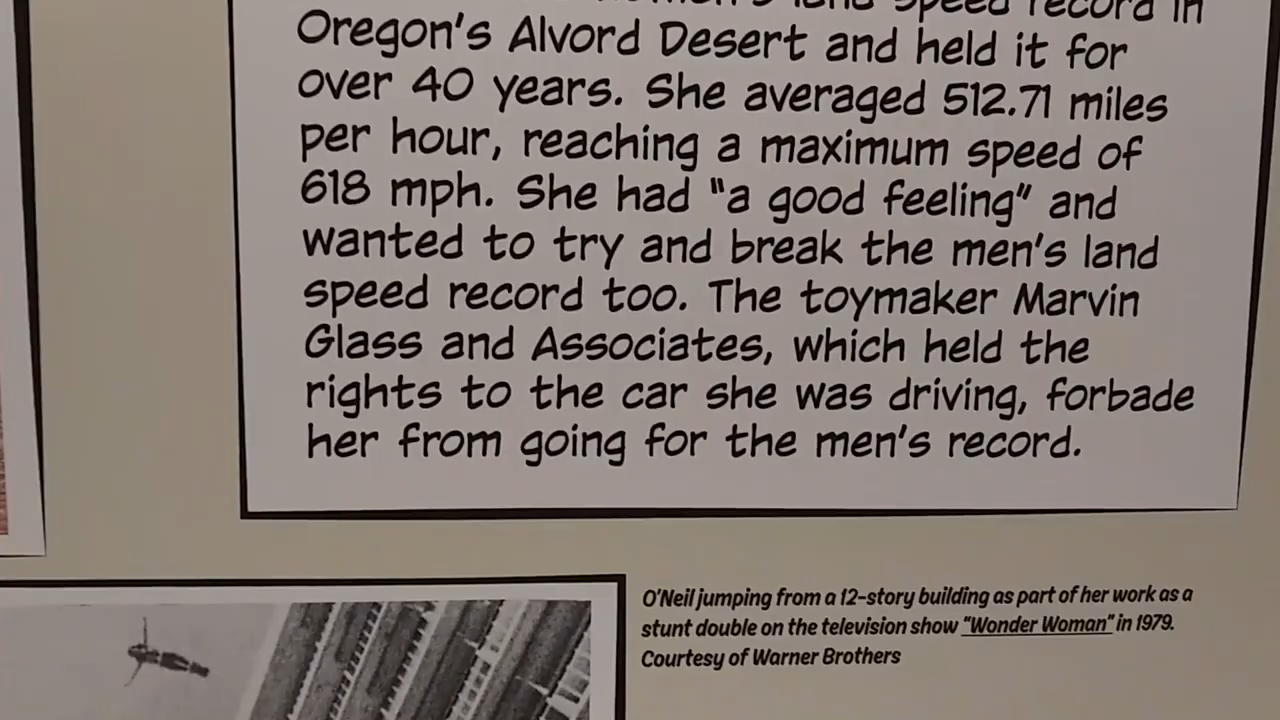 land speed record in
Oregon's Alvord Desert and held it for
over 40 years. She averaged 512.71 miles
per hour, reaching a maximum speed of
618 mph. She had "a good feeling" and
wanted to try and break the men's land
speed record too. The toymaker Marvin
Glass and Associates, which held the
rights to the car she was driving, forbade
her from going for the men's record.
O'Neil jumping from a 12-story building as part of her work as a
stunt double on the television show "Wonder Woman" in 1979.
Courtesy of Warner Brothers